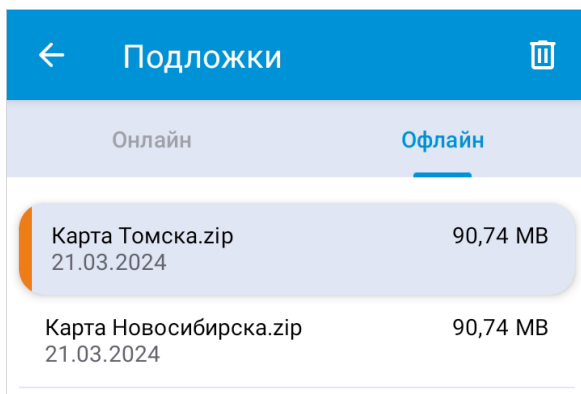 Подложки
Онлайн Офлайн
Карта Томска.zip 90,74 MB
21.03.2024
Карта Новосибирска.zip 90,74 MB
21.03.2024